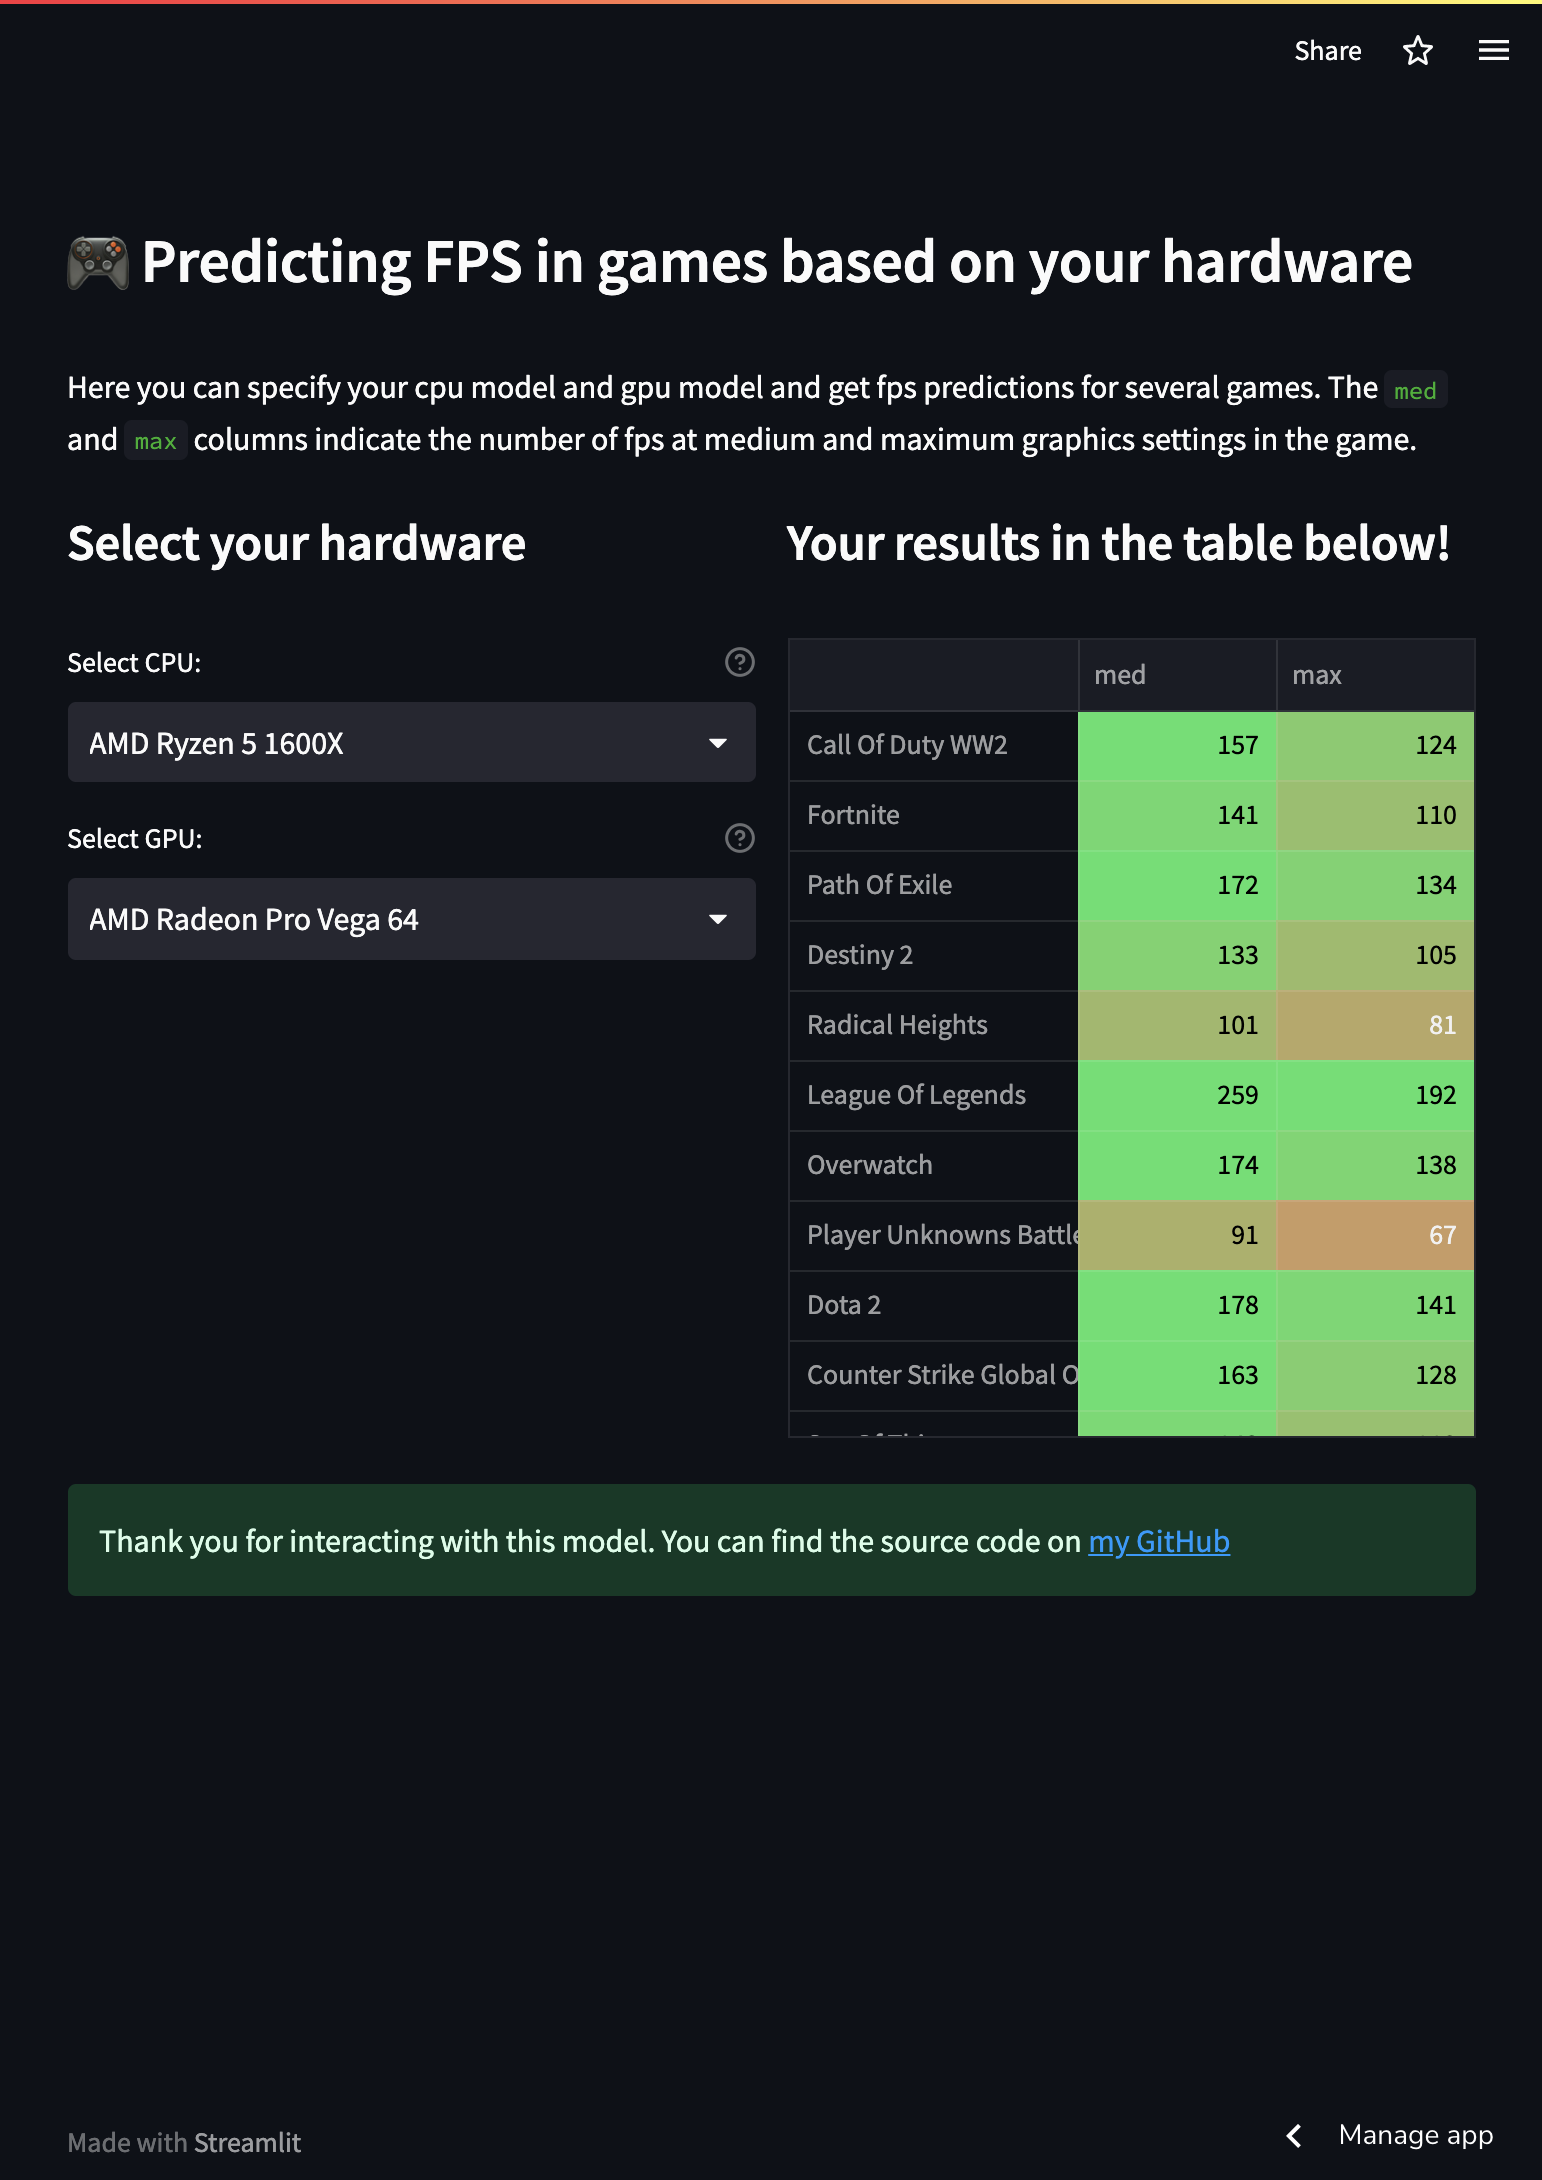 Share
Predicting FPS in games based on your hardware
Here you can specify your cpu model and gpu model and get fps predictions for several games. The med
and max columns indicate the number of fps at medium and maximum graphics settings in the game.
Select your hardware
Select CPU:
AMD Ryzen 5 1600X
Select GPU:
AMD Radeon Pro Vega 64
Your results in the table below!
med max
Call Of Duty WW2 157 124
Fortnite 141 110
Path Of Exile 172 134
Destiny 2 133 105
Radical Heights 101 81
League Of Legends 259 192
Overwatch 174 138
Player Unknowns Battle 91 67
Dota 2 178 141
Counter Strike Global O 163 128
Thank you for interacting with this model. You can find the source code on my GitHub
Made with Streamlit
Manage app